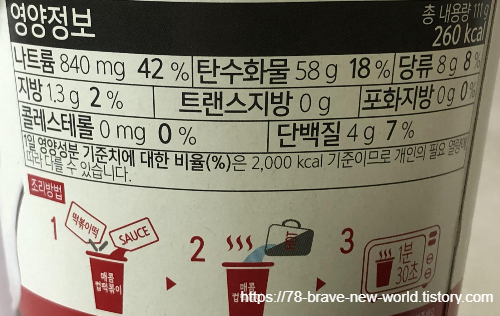 영양정보
총 내용량 111 g
260 kcal
나트륨 840 mg 42 % 탄수화물 58 g 18 % 당류 8 g 8 %
지방 1.3 g 2 % 트랜스지방 0 g 포화지방 0 g 0 %
콜레스테롤 0 mg 0 % 단백질 4 g 7 %
1일 영양성분 기준치에 대한 비율(%)은 2,000 kcal 기준이므로 개인의 필요 열량에
따라 다를 수 있습니다.
조리방법
1 떡볶이떡 SAUCE 매콤 컵떡볶이
2 물 매콤 컵떡
3 1분 30초
https://78-brave-new-world.tistory.com